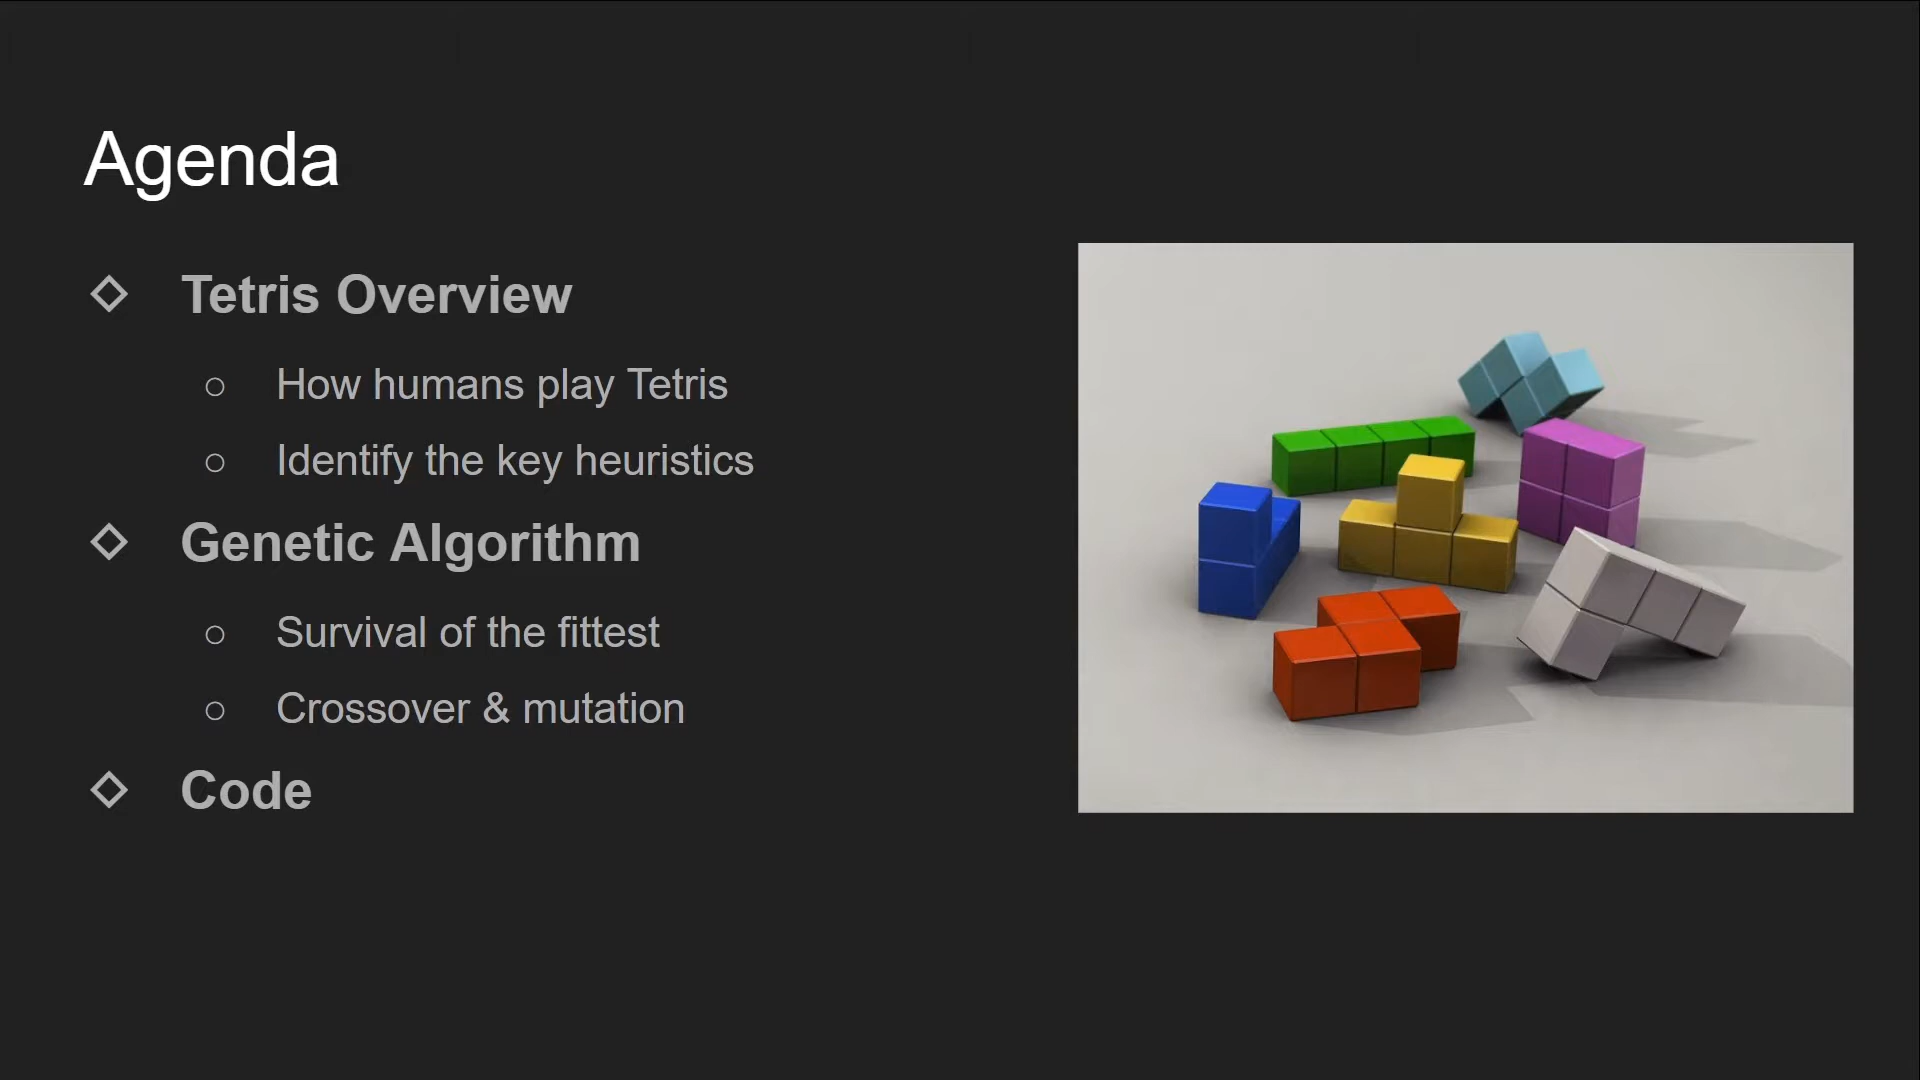 Agenda
Tetris Overview
How humans play Tetris
Identify the key heuristics
Genetic Algorithm
Survival of the fittest
Crossover & mutation
Code